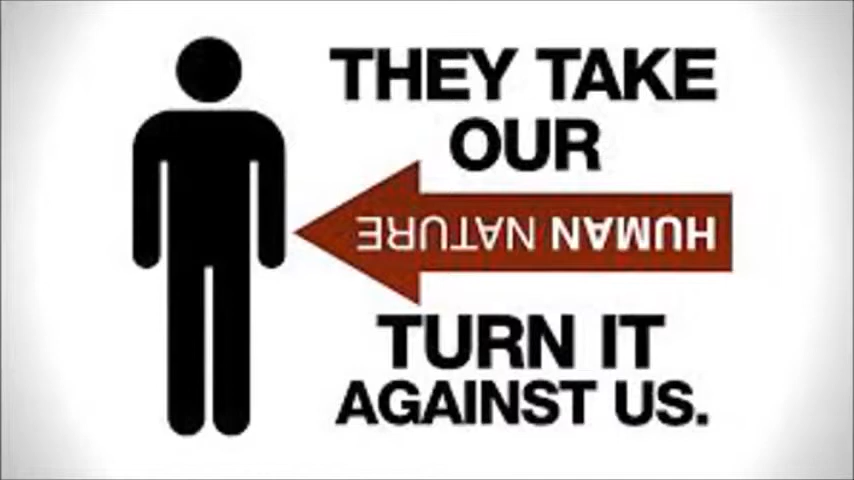 THEY TAKE
OUR
HUMAN NATURE
TURN IT
AGAINST US.